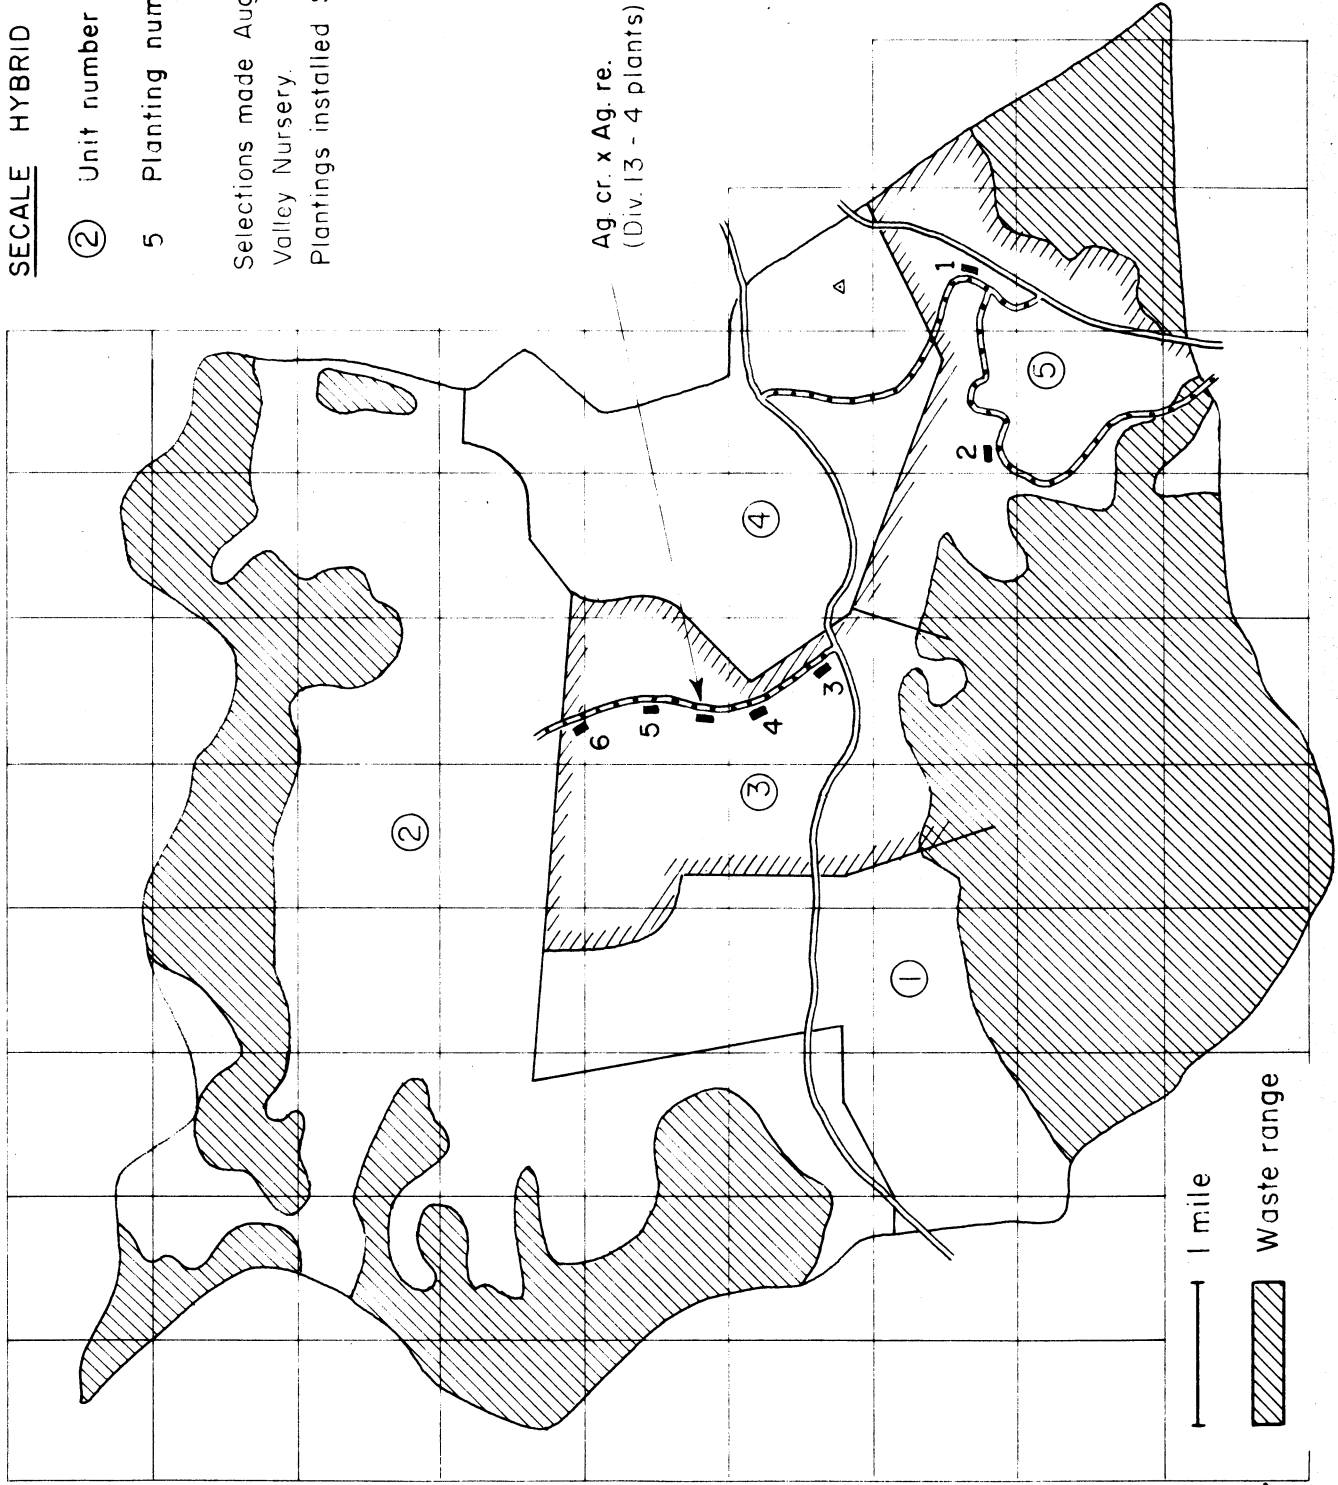 SECALE HYBRID
② Unit number
5 Planting num
Selections made Aug
Valley Nursery.
Plantings installed S
Ag. cr. x Ag. re.
(Div. 13 - 4 plants)
1
2
3
4
5
6
①
②
③
④
⑤
1 mile
Waste range